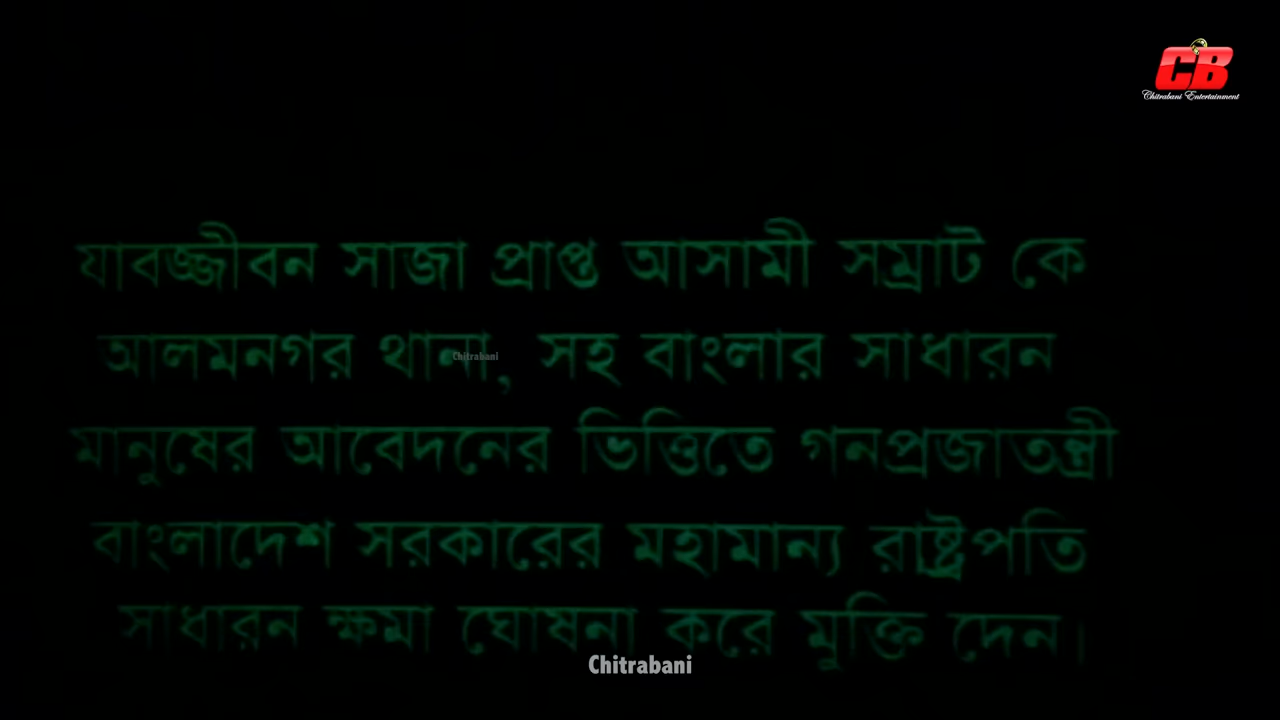 CB
Chitrabani Entertainment
যাবজ্জীবন সাজা প্রাপ্ত আসামী সম্রাট কে
আলমনগর থানা, সহ বাংলার সাধারন
Chitrabani
মানুষের আবেদনের ভিত্তিতে গনপ্রজাতন্ত্রী
বাংলাদেশ সরকারের মহামান্য রাষ্ট্রপতি
সাধারন ক্ষমা ঘোষনা করে মুক্তি দেন।
Chitrabani